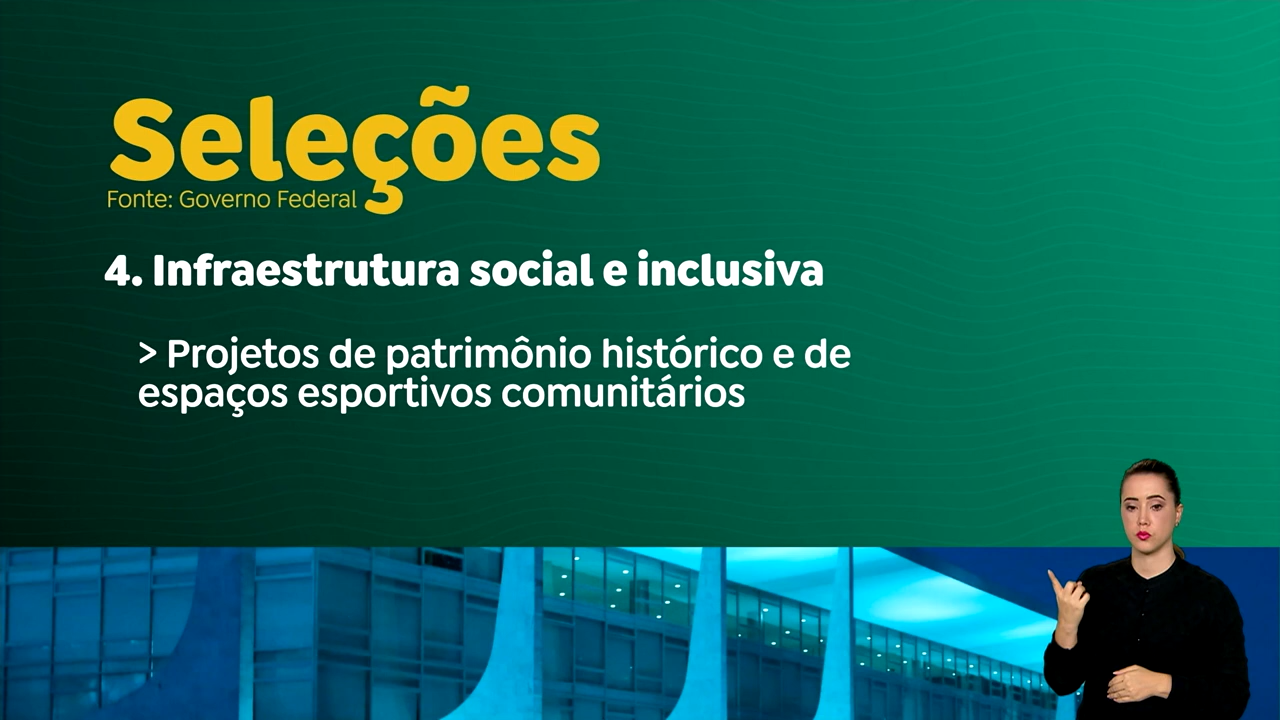 Seleções
Fonte: Governo Federal
4. Infraestrutura social e inclusiva
> Projetos de patrimônio histórico e de
espaços esportivos comunitários